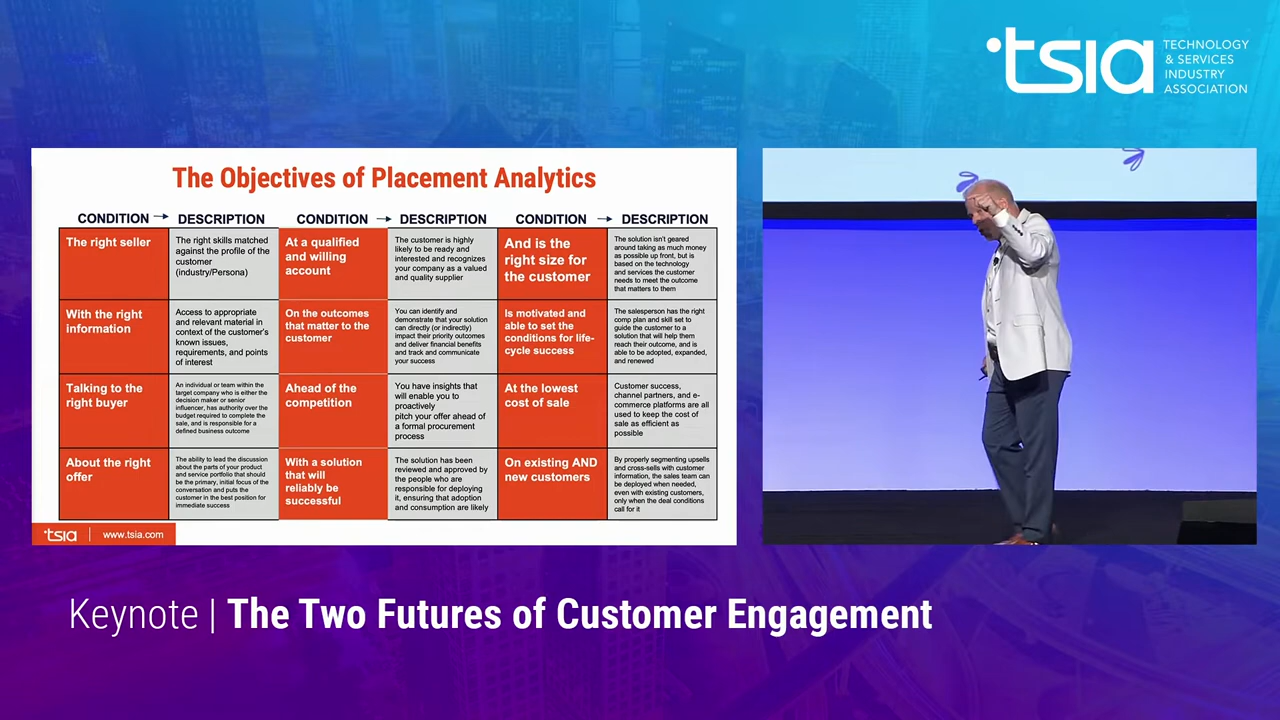 tsia
TECHNOLOGY
& SERVICES
INDUSTRY
ASSOCIATION
The Objectives of Placement Analytics
CONDITION
DESCRIPTION
CONDITION
DESCRIPTION
CONDITION
DESCRIPTION
The right seller
The right skills matched
against the profile of the
customer
(industry/Persona)
At a qualified
and willing
account
The customer is highly
likely to be ready and
interested and recognizes
your company as a valued
and quality supplier
And is the
right size for
the customer
The solution isn't geared
around taking as much money
as possible up front, but is
based on the technology
and services the customer
needs to meet the outcome
that matters to them
With the right
information
Access to appropriate
and relevant material in
context of the customer's
known issues,
requirements, and points
of interest
On the outcomes
that matter to the
customer
You can identify and
demonstrate that your solution
can directly (or indirectly)
impact their priority outcomes
and deliver financial benefits
and track and communicate
your success
Is motivated and
able to set the
conditions for life-
cycle success
The salesperson has the right
comp plan and skill set to
guide the customer to a
solution that will help them
reach their outcome, and is
able to be adopted, expanded,
and renewed
Talking to the
right buyer
An individual or team within the
target company who is either the
decision maker or senior
influencer, has authority over the
budget required to complete the
sale, and is responsible for a
defined business outcome
Ahead of the
competition
You have insights that
will enable you to
proactively
pitch your offer ahead of
a formal procurement
process
At the lowest
cost of sale
Customer success,
channel partners, and e-
commerce platforms are all
used to keep the cost of
sale as efficient as
possible
About the right
offer
The ability to lead the discussion
about the parts of your product
and service portfolio that should
be the primary, initial focus of the
conversation and puts the
customer in the best position for
immediate success
With a solution
that will
reliably be
successful
The solution has been
reviewed and approved by
the people who are
responsible for deploying
it, ensuring that adoption
and consumption are likely
On existing AND
new customers
By properly segmenting upsells
and cross-sells with customer
information, the sales team can
be deployed when needed,
even with existing customers,
only when the deal conditions
call for it
tsia | www.tsia.com
Keynote | The Two Futures of Customer Engagement